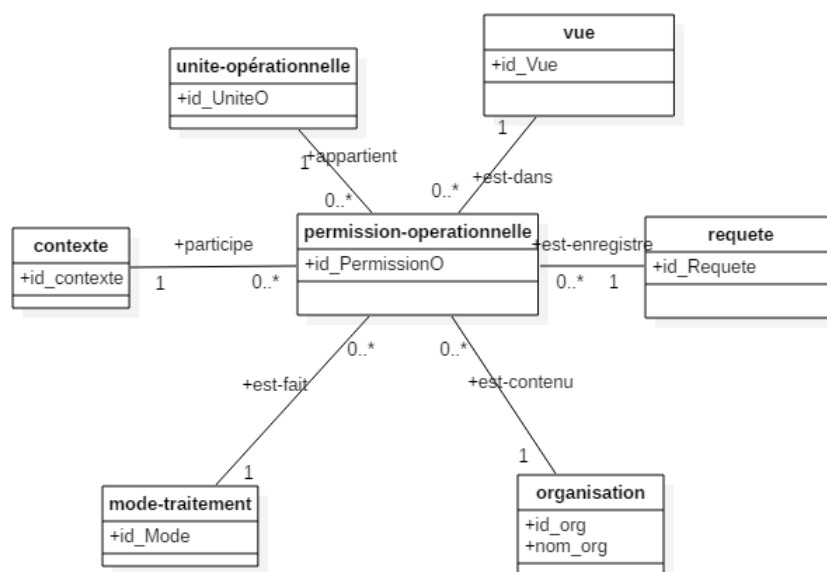 vue
+id_Vue
unite-opérationnelle
+id_UniteO
1
+appartient
1
+est-dans
0..*
0..*
contexte
+id_contexte
+participe
1
0..*
permission-operationnelle
+id_PermissionO
+est-enregistre
0..*
1
requete
+id_Requete
0..*
0..*
+est-fait
+est-contenu
1
1
mode-traitement
+id_Mode
organisation
+id_org
+nom_org